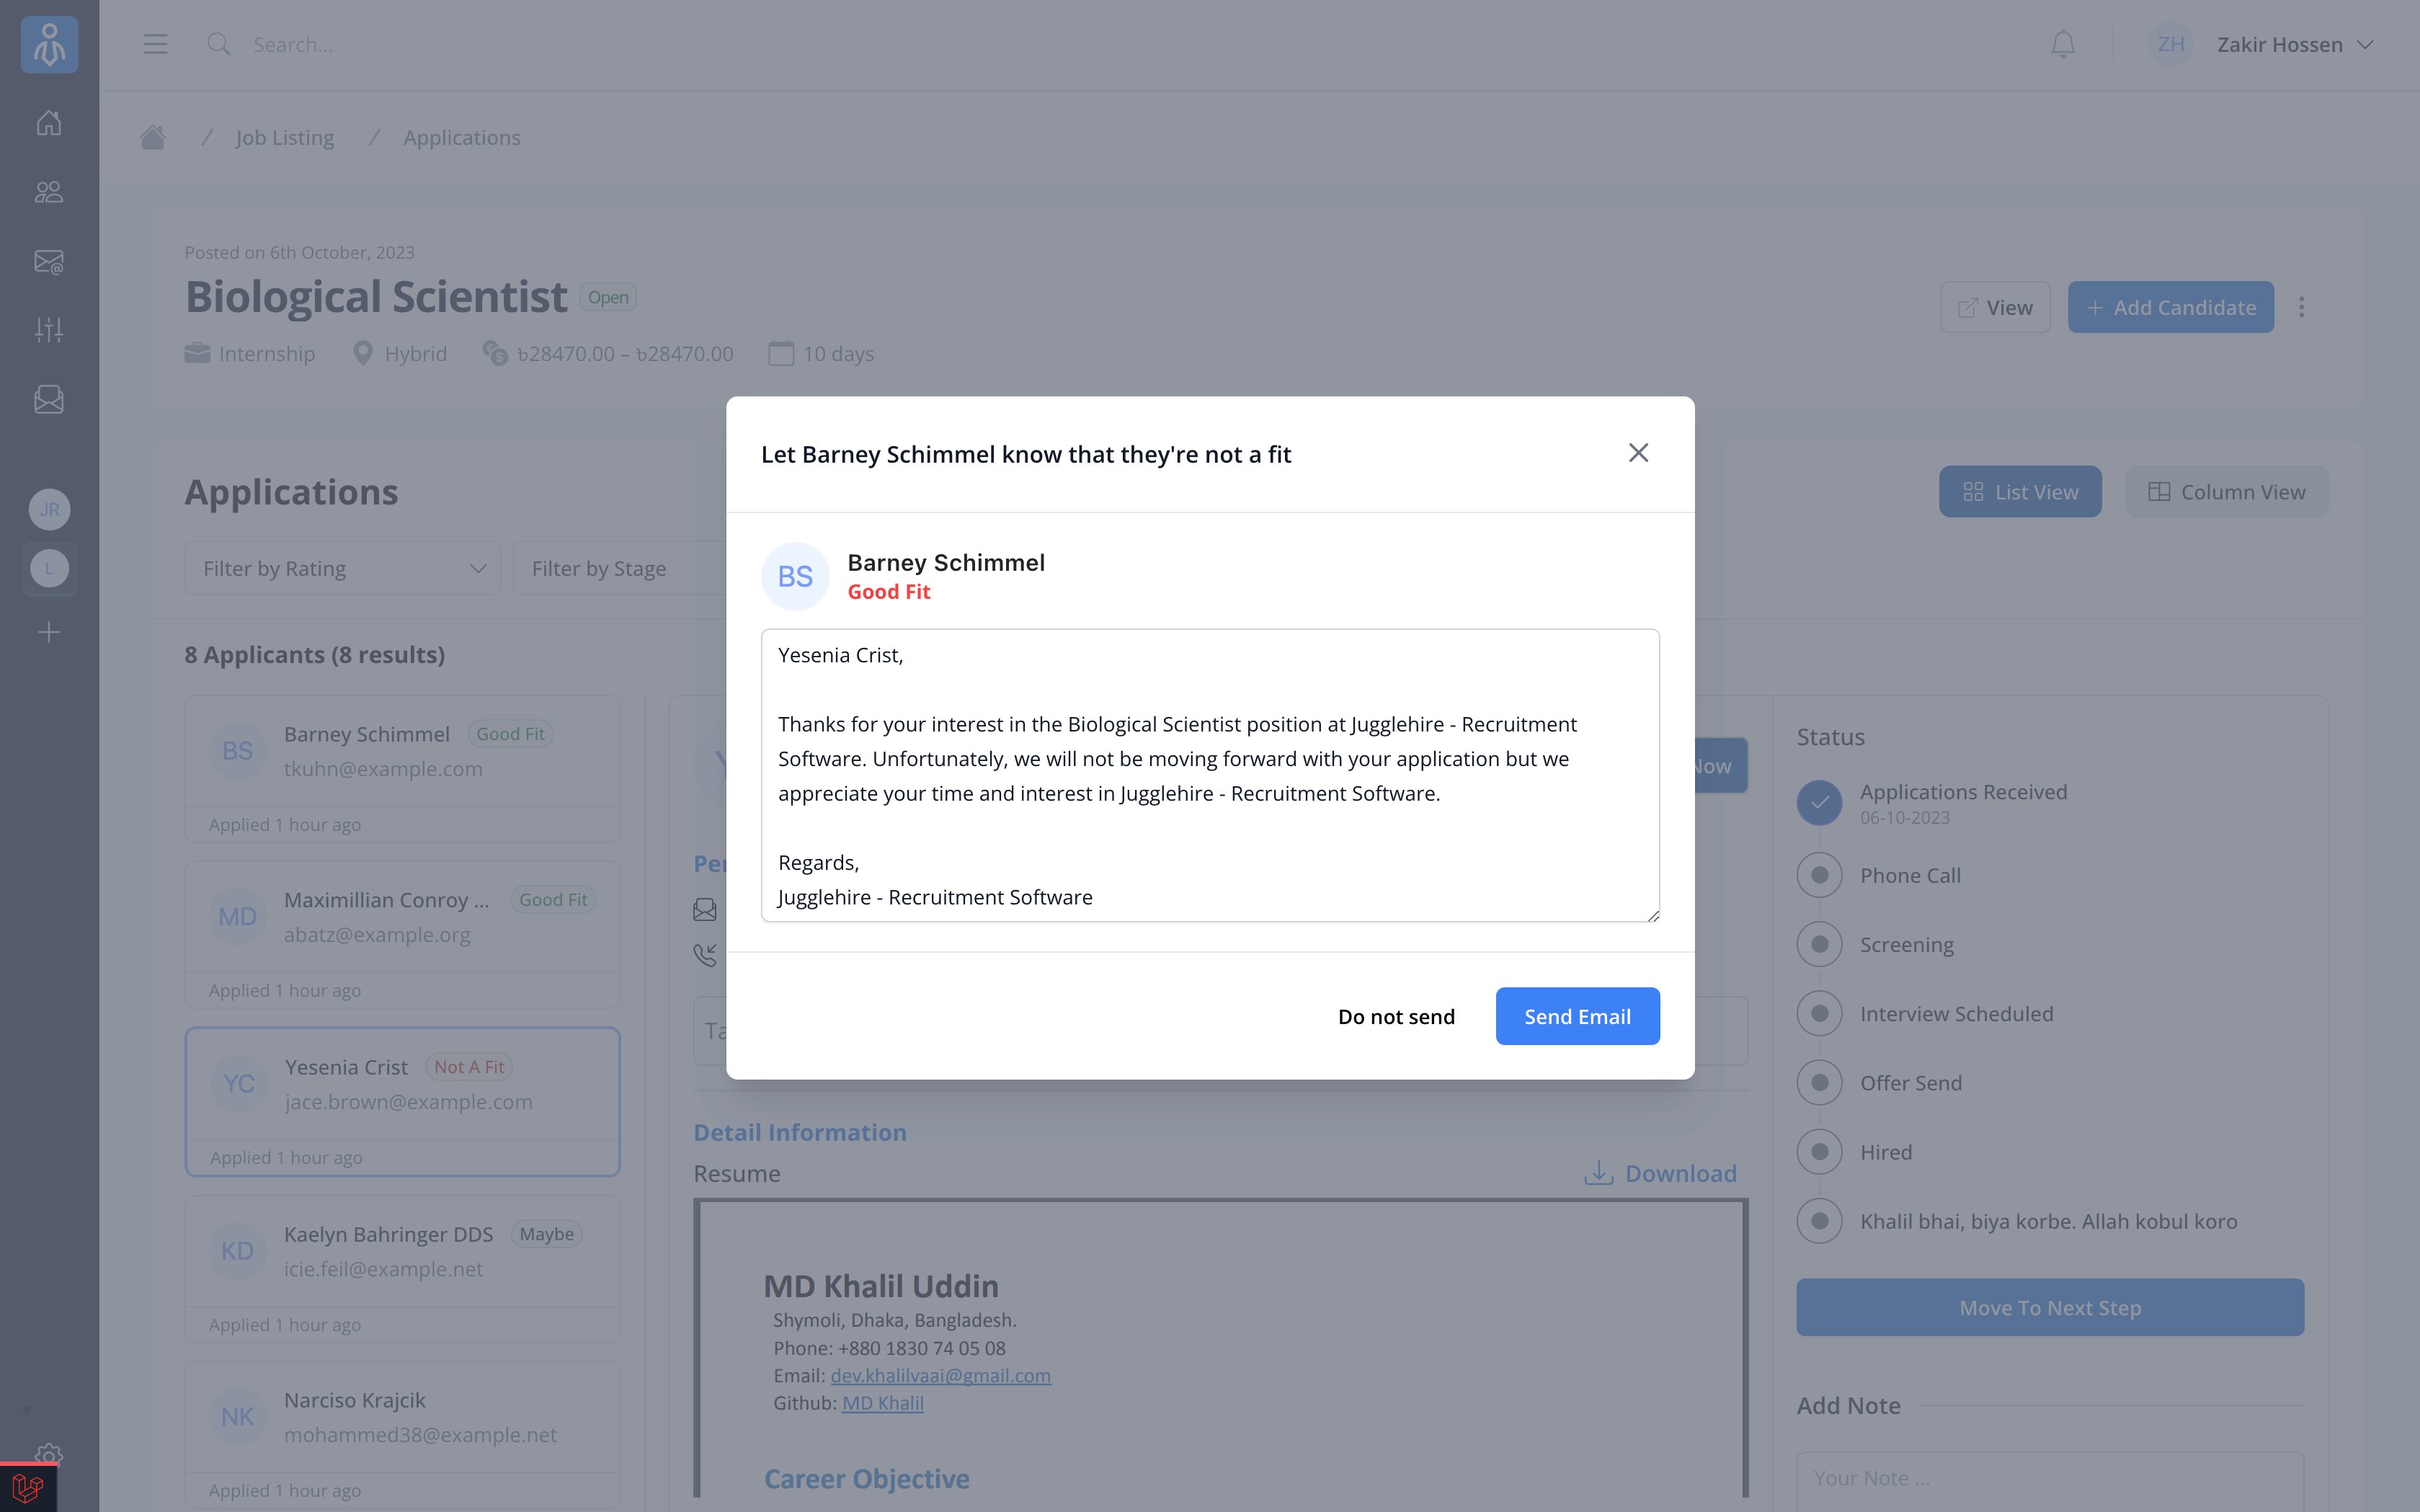 Search...
ZH Zakir Hossen
/ Job Listing / Applications
Posted on 6th October, 2023
Biological Scientist Open
View
+ Add Candidate
Internship Hybrid ৳28470.00 – ৳28470.00 10 days
Applications
List View
Column View
Filter by Rating
Filter by Stage
JR
L
8 Applicants (8 results)
BS
Barney Schimmel Good Fit
tkuhn@example.com
Applied 1 hour ago
MD
Maximillian Conroy ... Good Fit
abatz@example.org
Applied 1 hour ago
YC
Yesenia Crist Not A Fit
jace.brown@example.com
Applied 1 hour ago
KD
Kaelyn Bahringer DDS Maybe
icie.feil@example.net
Applied 1 hour ago
NK
Narciso Krajcik
mohammed38@example.net
Applied 1 hour ago
Let Barney Schimmel know that they're not a fit
BS
Barney Schimmel
Good Fit
Yesenia Crist,
Thanks for your interest in the Biological Scientist position at Jugglehire - Recruitment
Software. Unfortunately, we will not be moving forward with your application but we
appreciate your time and interest in Jugglehire - Recruitment Software.
Regards,
Jugglehire - Recruitment Software
Do not send
Send Email
Detail Information
Resume
Download
MD Khalil Uddin
Shymoli, Dhaka, Bangladesh.
Phone: +880 1830 74 05 08
Email: dev.khalilvaai@gmail.com
Github: MD Khalil
Career Objective
Now
Status
Applications Received
06-10-2023
Phone Call
Screening
Interview Scheduled
Offer Send
Hired
Khalil bhai, biya korbe. Allah kobul koro
Move To Next Step
Add Note
Your Note ...